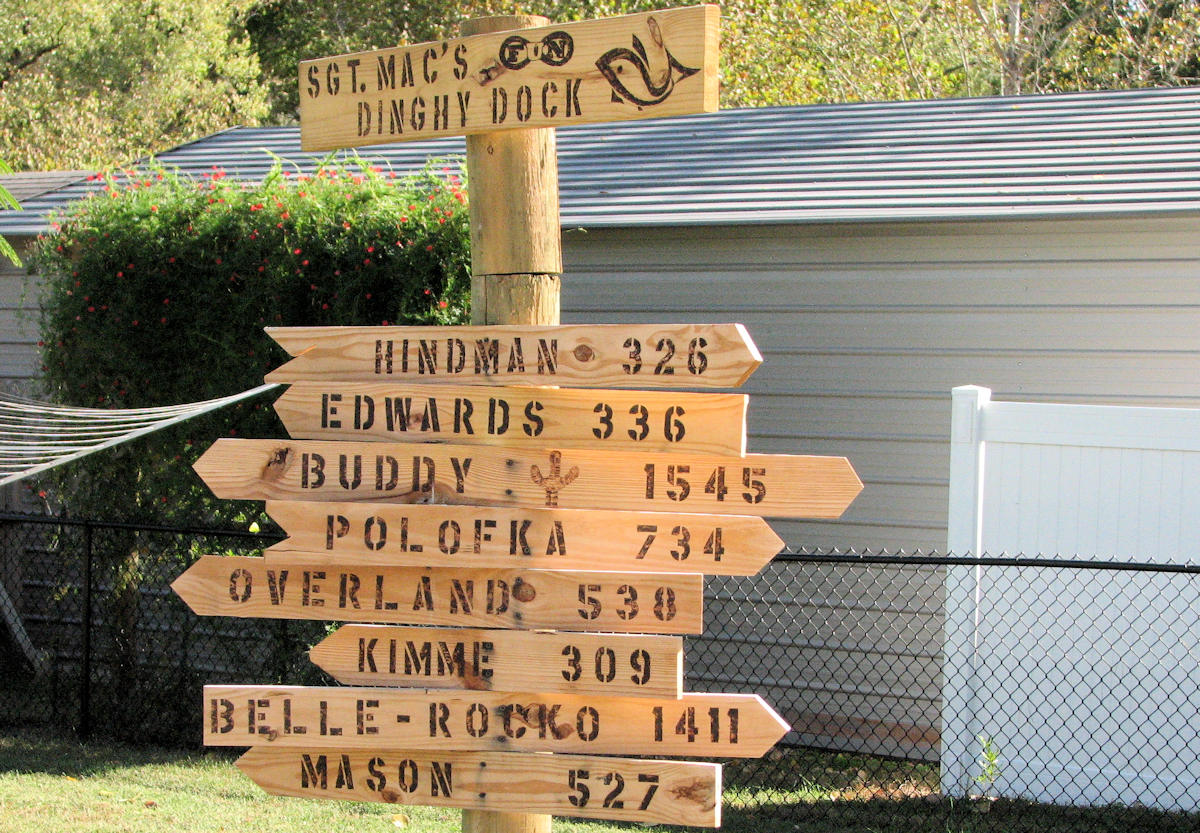 SGT. MAC'S FUN
DINGHY DOCK
HINDMAN 326
EDWARDS 336
BUDDY 1545
POLOFKA 734
OVERLAND 538
KIMME 309
BELLE-ROCKO 1411
MASON 527